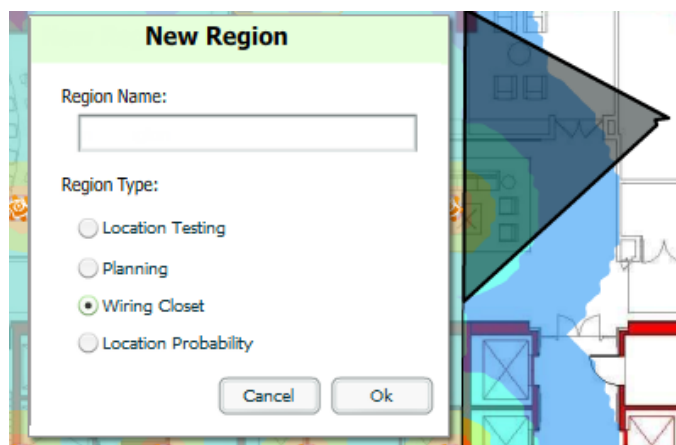 New Region
Region Name:
Region Type:
Location Testing
Planning
Wiring Closet
Location Probability
Cancel
Ok